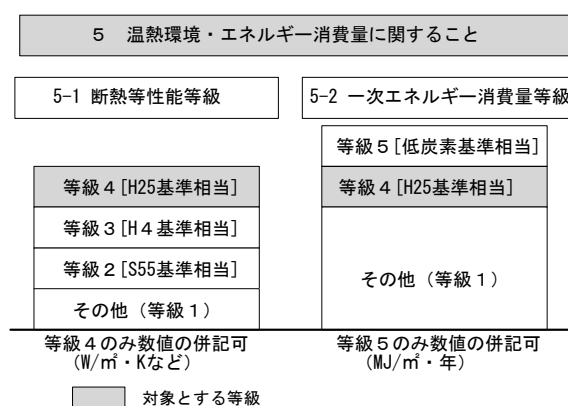 5 温熱環境・エネルギー消費量に関すること
5-1 断熱等性能等級
5-2 一次エネルギー消費量等級
等級5[低炭素基準相当]
等級4[H25基準相当]
等級4[H25基準相当]
等級3[H4基準相当]
等級2[S55基準相当]
その他(等級1)
その他(等級1)
等級4のみ数値の併記可
(W/㎡・Kなど)
等級5のみ数値の併記可
(MJ/㎡・年)
対象とする等級